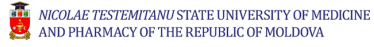 NICOLAE TESTEMITANU STATE UNIVERSITY OF MEDICINE
AND PHARMACY OF THE REPUBLIC OF MOLDOVA